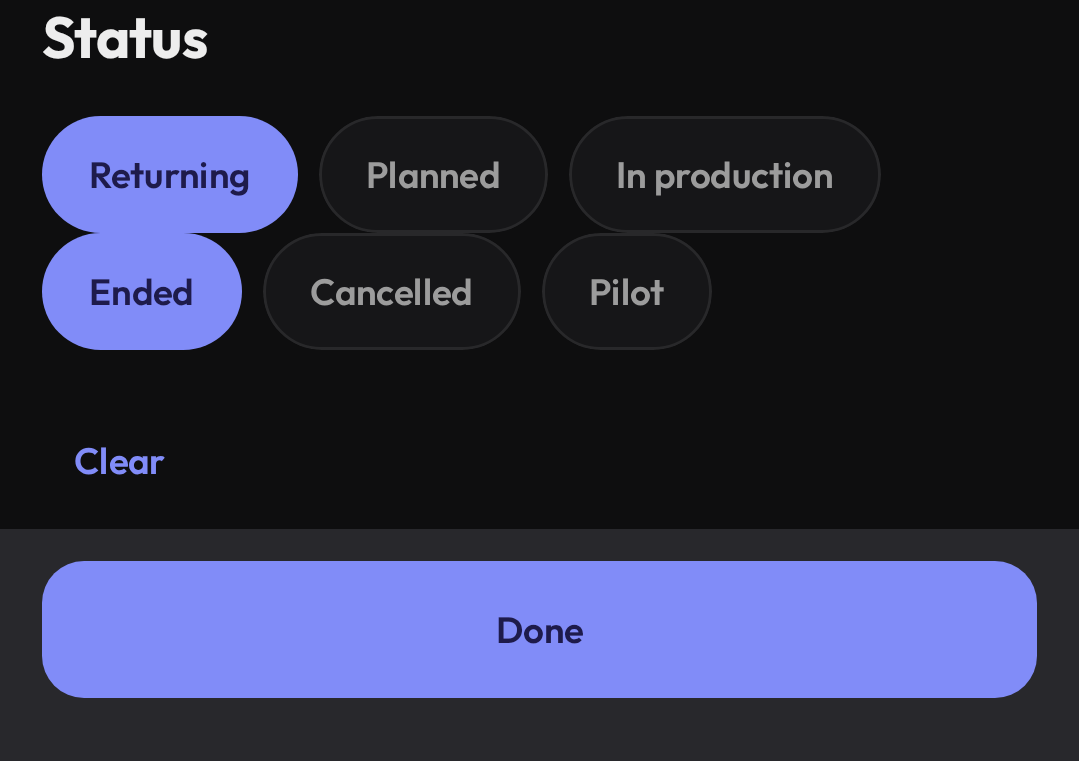 Status
Returning Planned In production
Ended Cancelled Pilot
Clear
Done